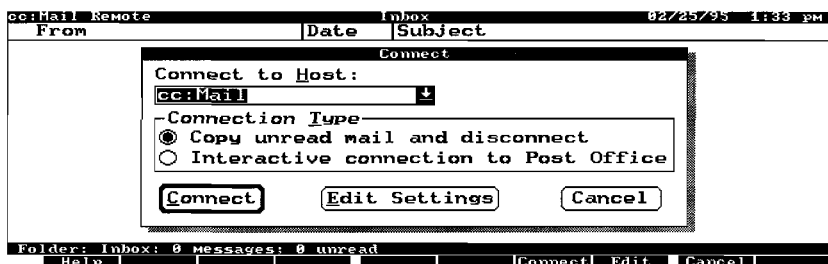 cc:Mail Remote Inbox 02/25/95 1:33 PM
From Date Subject
Connect
Connect to Host:
cc:Mail
Connection Type
Copy unread mail and disconnect
Interactive connection to Post Office
Connect Edit Settings Cancel
Folder: Inbox: 0 messages: 0 unread
Help Connect Edit Cancel